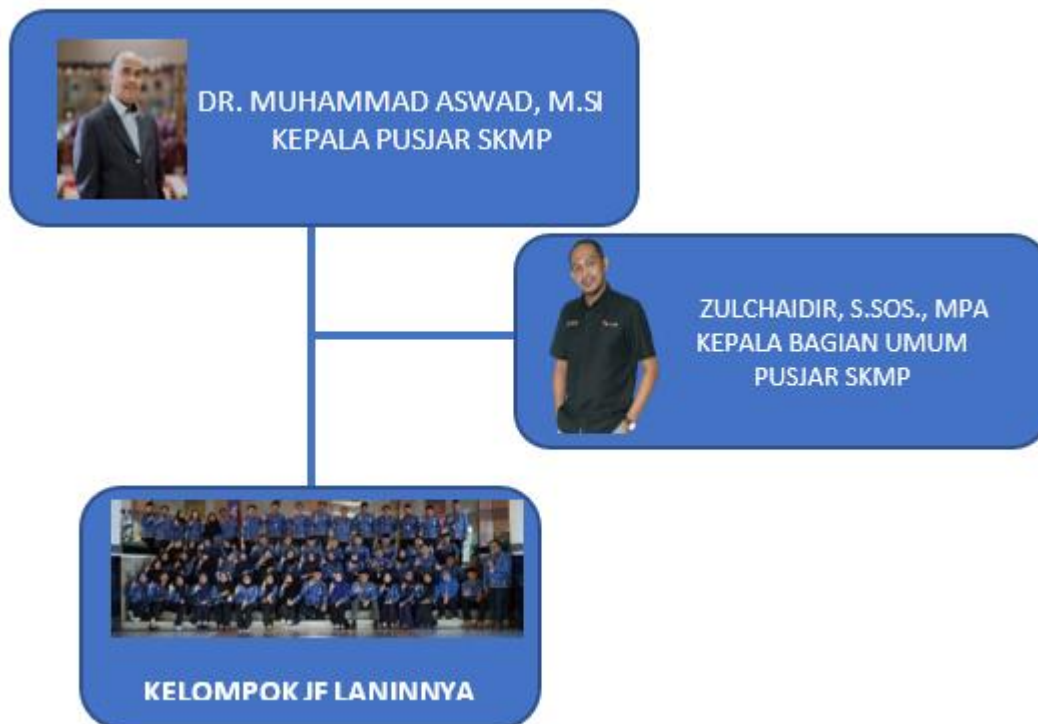 DR. MUHAMMAD ASWAD, M.SI
KEPALA PUSJAR SKMP
ZULCHAIDIR, S.SOS., MPA
KEPALA BAGIAN UMUM
PUSJAR SKMP
KELOMPOK JF LANINNYA